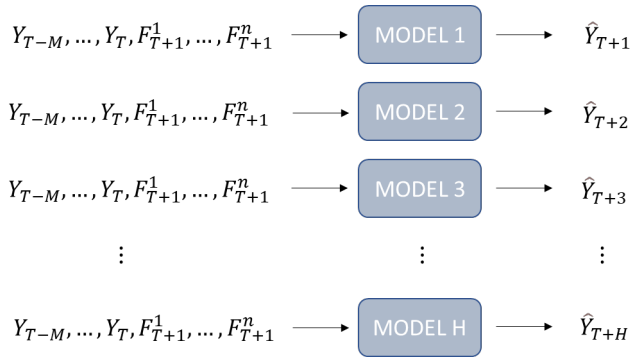 Y_{T−M}, …, Y_T, F^1_{T+1}, …, F^n_{T+1} → MODEL 1 → Ŷ_{T+1}
Y_{T−M}, …, Y_T, F^1_{T+1}, …, F^n_{T+1} → MODEL 2 → Ŷ_{T+2}
Y_{T−M}, …, Y_T, F^1_{T+1}, …, F^n_{T+1} → MODEL 3 → Ŷ_{T+3}
⋮ ⋮ ⋮
Y_{T−M}, …, Y_T, F^1_{T+1}, …, F^n_{T+1} → MODEL H → Ŷ_{T+H}